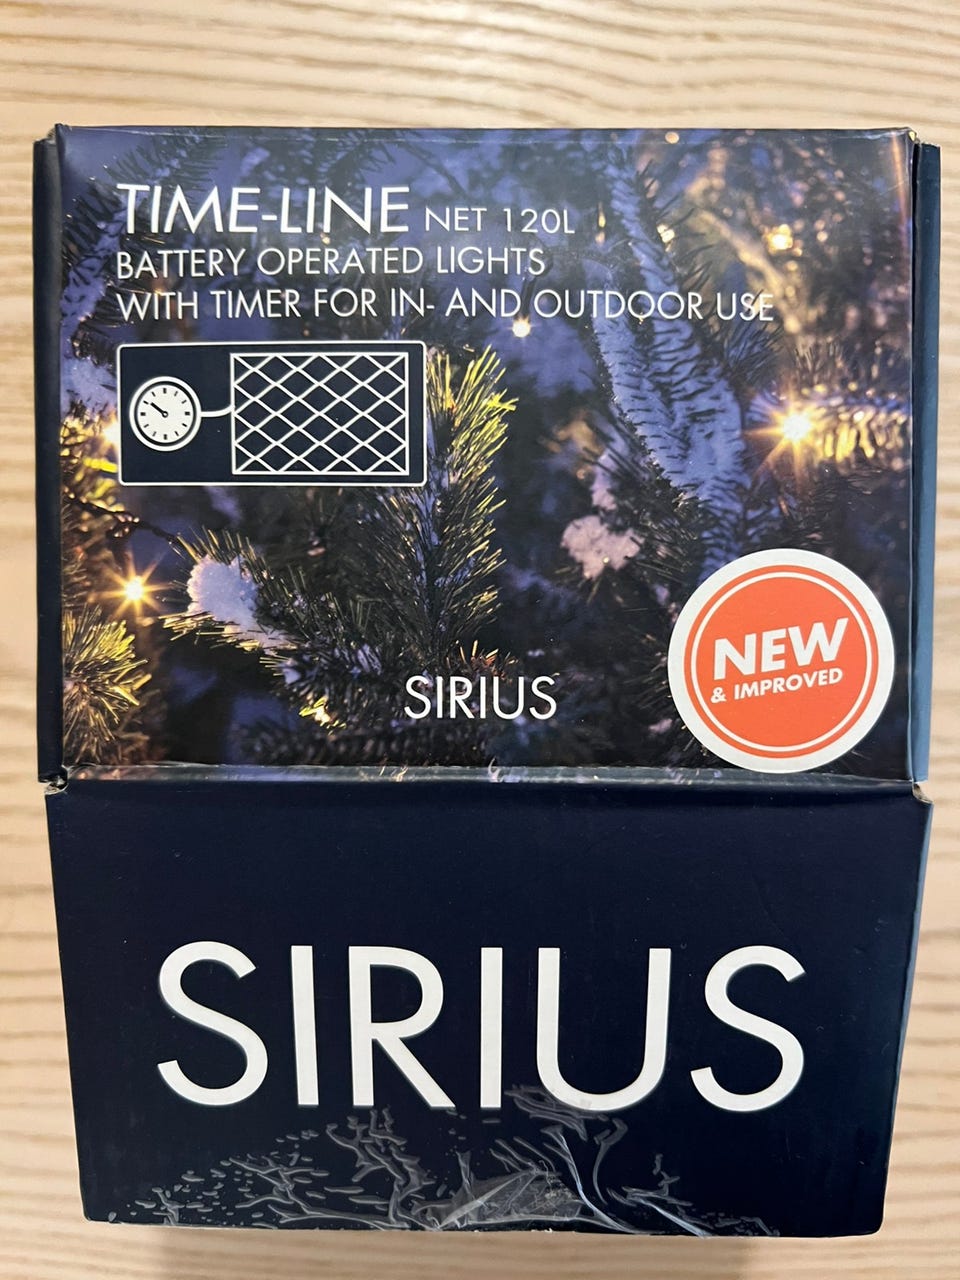 TIME-LINE NET 120L
BATTERY OPERATED LIGHTS
WITH TIMER FOR IN- AND OUTDOOR USE
NEW
& IMPROVED
SIRIUS
SIRIUS